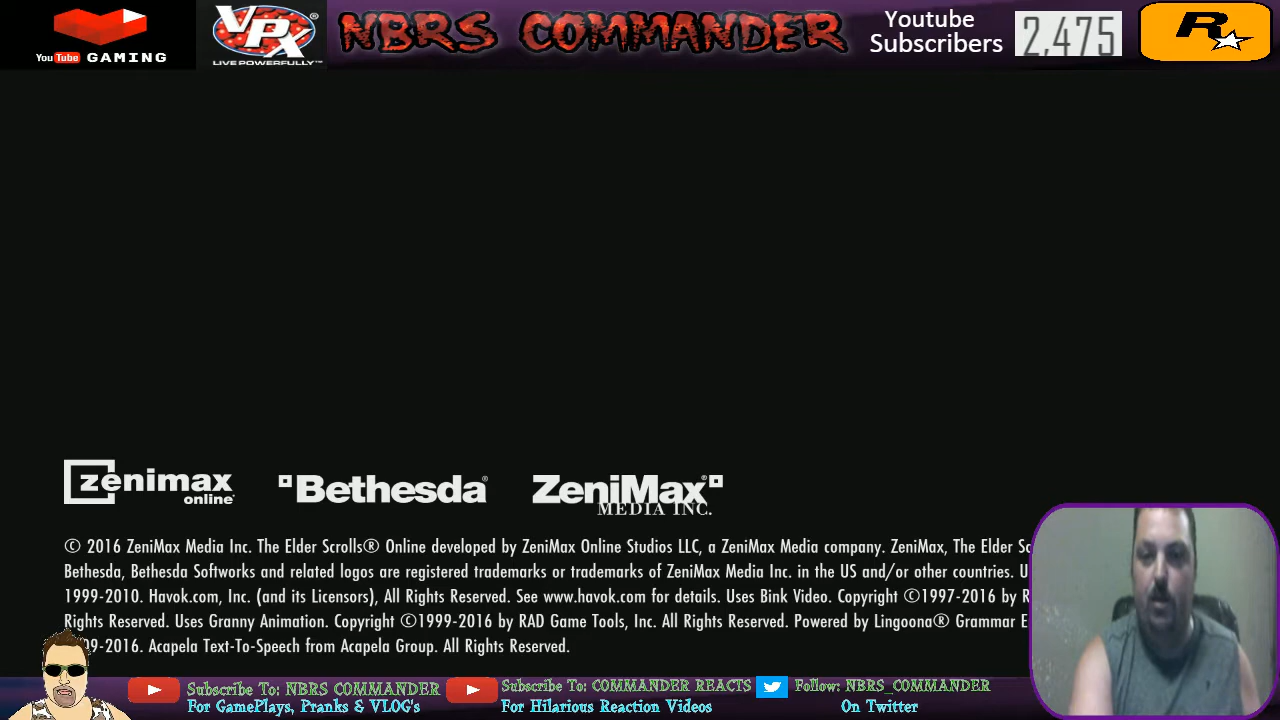 You Tube GAMING
VPX®
LIVE POWERFULLY™
NBRS COMMANDER
Youtube
Subscribers
2,475
R
zenimax
online®
Bethesda®
ZeniMax®
MEDIA INC.
© 2016 ZeniMax Media Inc. The Elder Scrolls® Online developed by ZeniMax Online Studios LLC, a ZeniMax Media company. ZeniMax, The Elder Sc
Bethesda, Bethesda Softworks and related logos are registered trademarks or trademarks of ZeniMax Media Inc. in the US and/or other countries. U
1999-2010. Havok.com, Inc. (and its Licensors), All Rights Reserved. See www.havok.com for details. Uses Bink Video. Copyright ©1997-2016 by R
Rights Reserved. Uses Granny Animation. Copyright ©1999-2016 by RAD Game Tools, Inc. All Rights Reserved. Powered by Lingoona® Grammar E
-2016. Acapela Text-To-Speech from Acapela Group. All Rights Reserved.
Subscribe To: NBRS COMMANDER
For GamePlays, Pranks & VLOG's
Subscribe To: COMMANDER REACTS
For Hilarious Reaction Videos
Follow: NBRS_COMMANDER
On Twitter